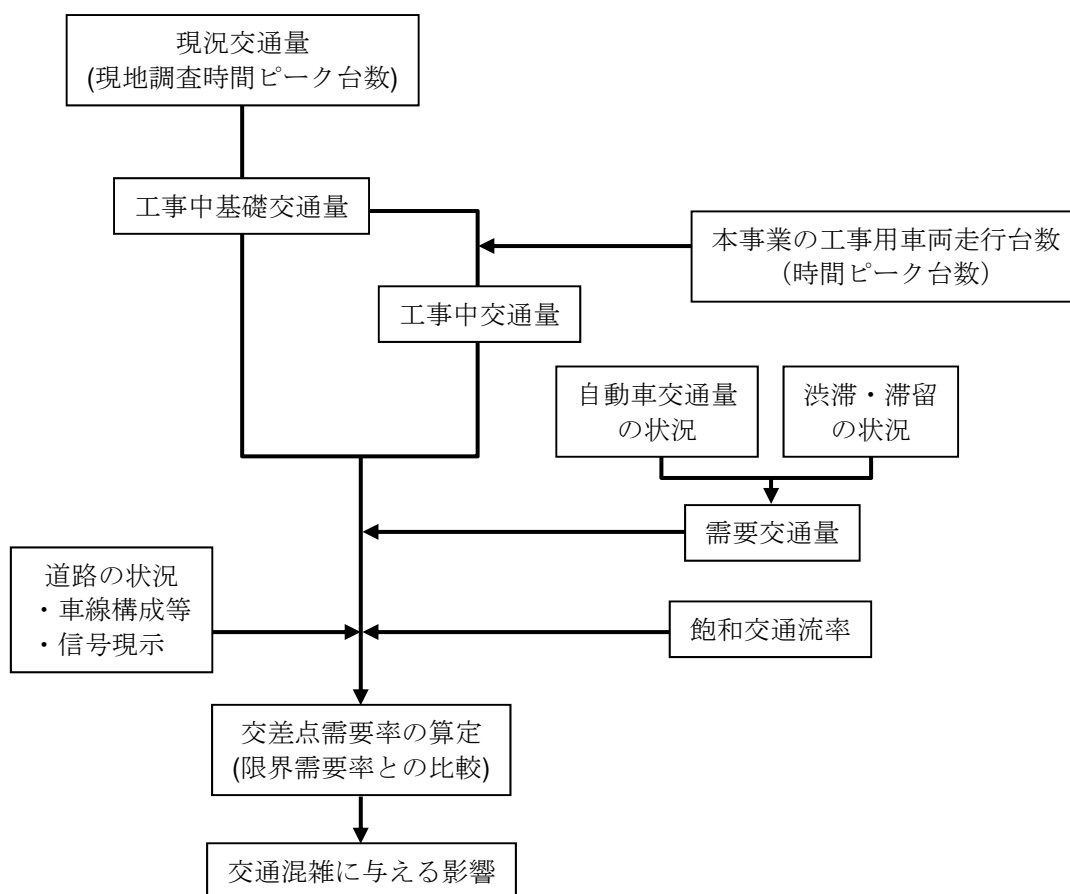 現況交通量
(現地調査時間ピーク台数)
工事中基礎交通量
本事業の工事用車両走行台数
（時間ピーク台数）
工事中交通量
自動車交通量
の状況
渋滞・滞留
の状況
需要交通量
道路の状況
・車線構成等
・信号現示
飽和交通流率
交差点需要率の算定
(限界需要率との比較)
交通混雑に与える影響